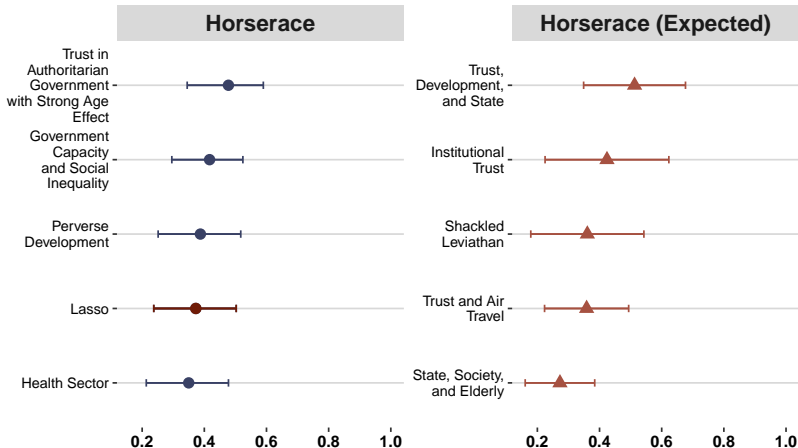 Horserace
Trust in
Authoritarian
Government
with Strong Age
Effect
Government
Capacity
and Social
Inequality
Perverse
Development
Lasso
Health Sector
0.2 0.4 0.6 0.8 1.0
Horserace (Expected)
Trust,
Development,
and State
Institutional
Trust
Shackled
Leviathan
Trust and Air
Travel
State, Society,
and Elderly
0.2 0.4 0.6 0.8 1.0